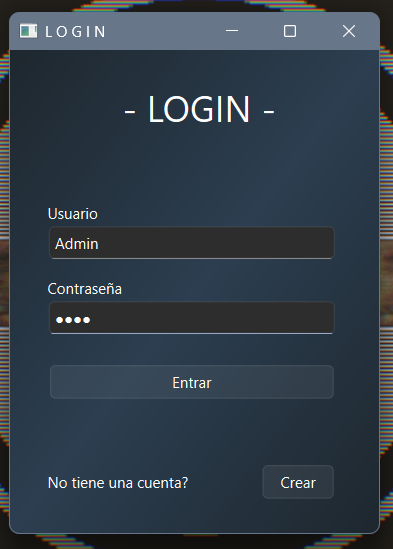 LOGIN
- LOGIN -
Usuario
Admin
Contraseña
••••
Entrar
No tiene una cuenta?
Crear